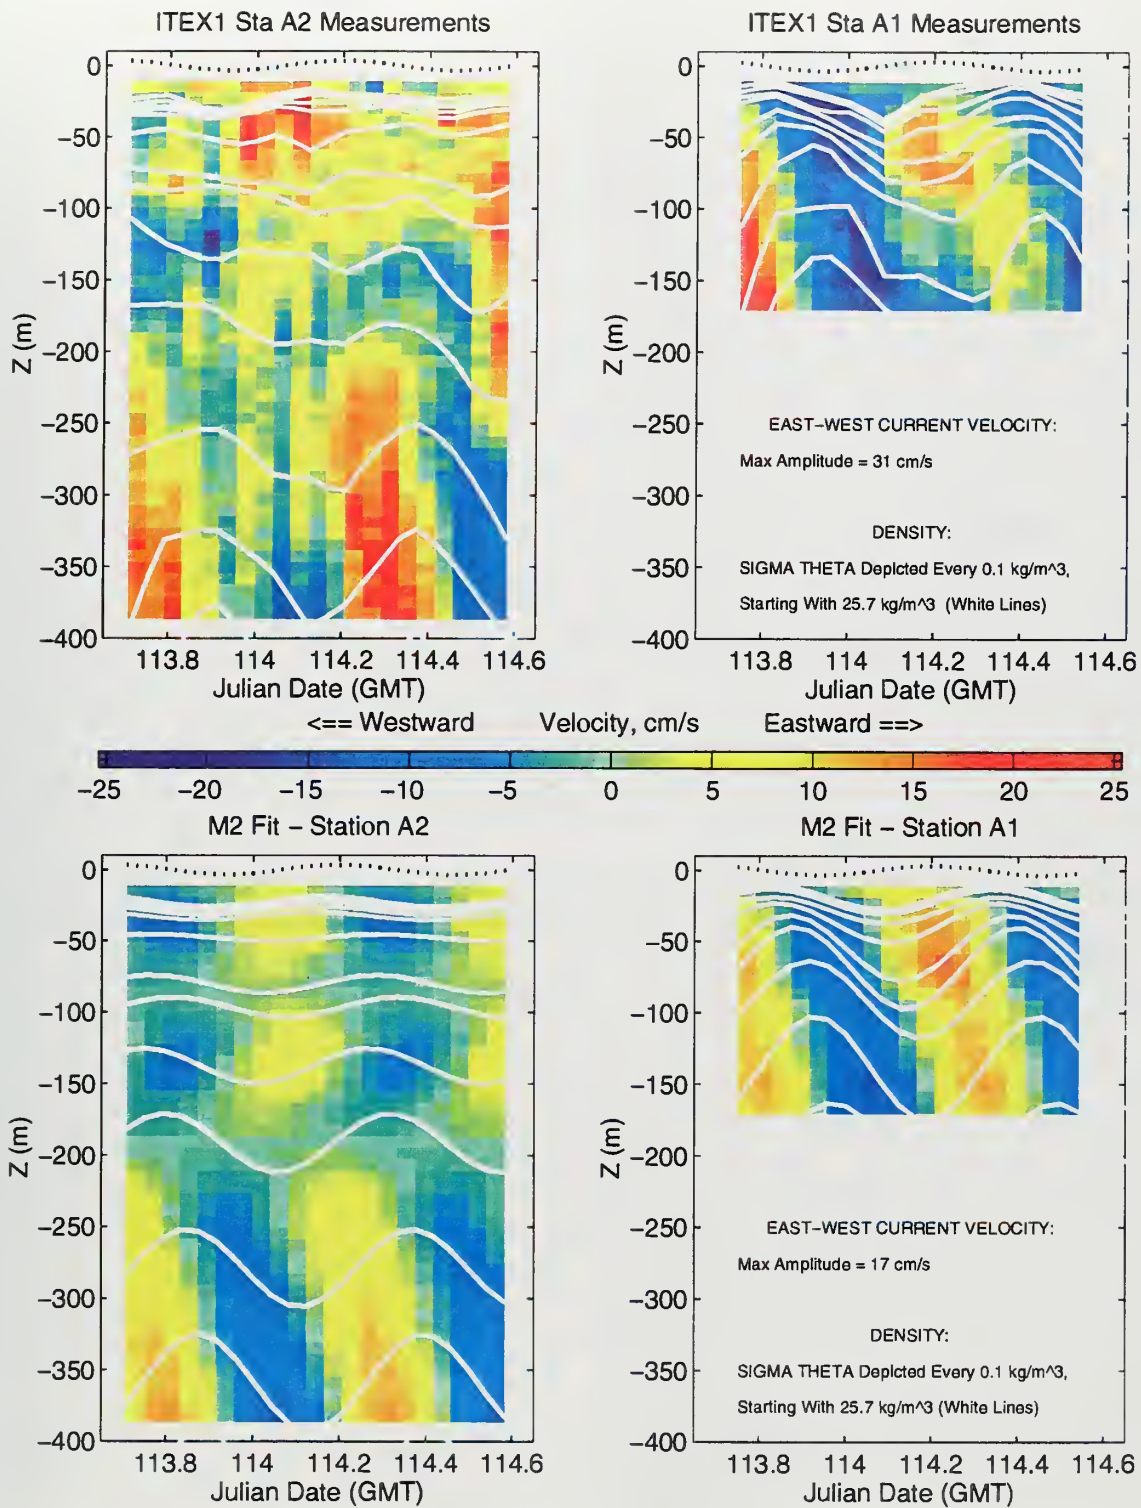 ITEX1 Sta A2 Measurements
ITEX1 Sta A1 Measurements
0
−50
−100
−150
−200
−250
−300
−350
−400
Z (m)
113.8 114 114.2 114.4 114.6
Julian Date (GMT)
0
−50
−100
−150
−200
−250
−300
−350
−400
Z (m)
EAST−WEST CURRENT VELOCITY:
Max Amplitude = 31 cm/s
DENSITY:
SIGMA THETA Depicted Every 0.1 kg/m^3,
Starting With 25.7 kg/m^3 (White Lines)
113.8 114 114.2 114.4 114.6
Julian Date (GMT)
<== Westward Velocity, cm/s Eastward ==>
−25 −20 −15 −10 −5 0 5 10 15 20 25
M2 Fit − Station A2
M2 Fit − Station A1
0
−50
−100
−150
−200
−250
−300
−350
−400
Z (m)
113.8 114 114.2 114.4 114.6
Julian Date (GMT)
0
−50
−100
−150
−200
−250
−300
−350
−400
Z (m)
EAST−WEST CURRENT VELOCITY:
Max Amplitude = 17 cm/s
DENSITY:
SIGMA THETA Depicted Every 0.1 kg/m^3,
Starting With 25.7 kg/m^3 (White Lines)
113.8 114 114.2 114.4 114.6
Julian Date (GMT)